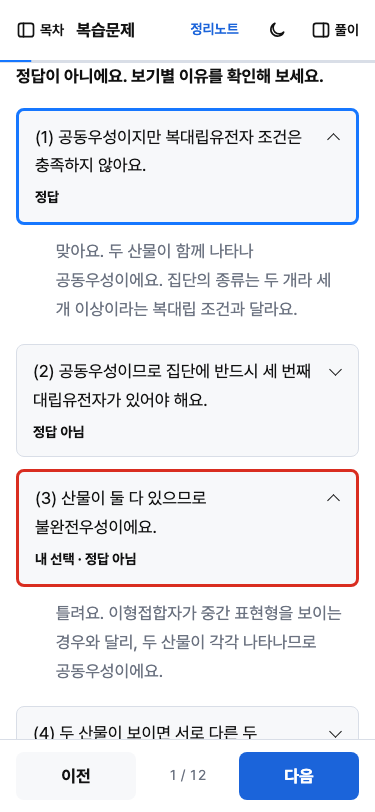 목차 복습문제 정리노트 풀이
정답이 아니에요. 보기별 이유를 확인해 보세요.
(1) 공동우성이지만 복대립유전자 조건은
충족하지 않아요.
정답
맞아요. 두 산물이 함께 나타나
공동우성이에요. 집단의 종류는 두 개라 세
개 이상이라는 복대립 조건과 달라요.
(2) 공동우성이므로 집단에 반드시 세 번째
대립유전자가 있어야 해요.
정답 아님
(3) 산물이 둘 다 있으므로
불완전우성이에요.
내 선택 · 정답 아님
틀려요. 이형접합자가 중간 표현형을 보이는
경우와 달리, 두 산물이 각각 나타나므로
공동우성이에요.
(4) 두 산물이 보이면 서로 다른 두
이전 1 / 12 다음